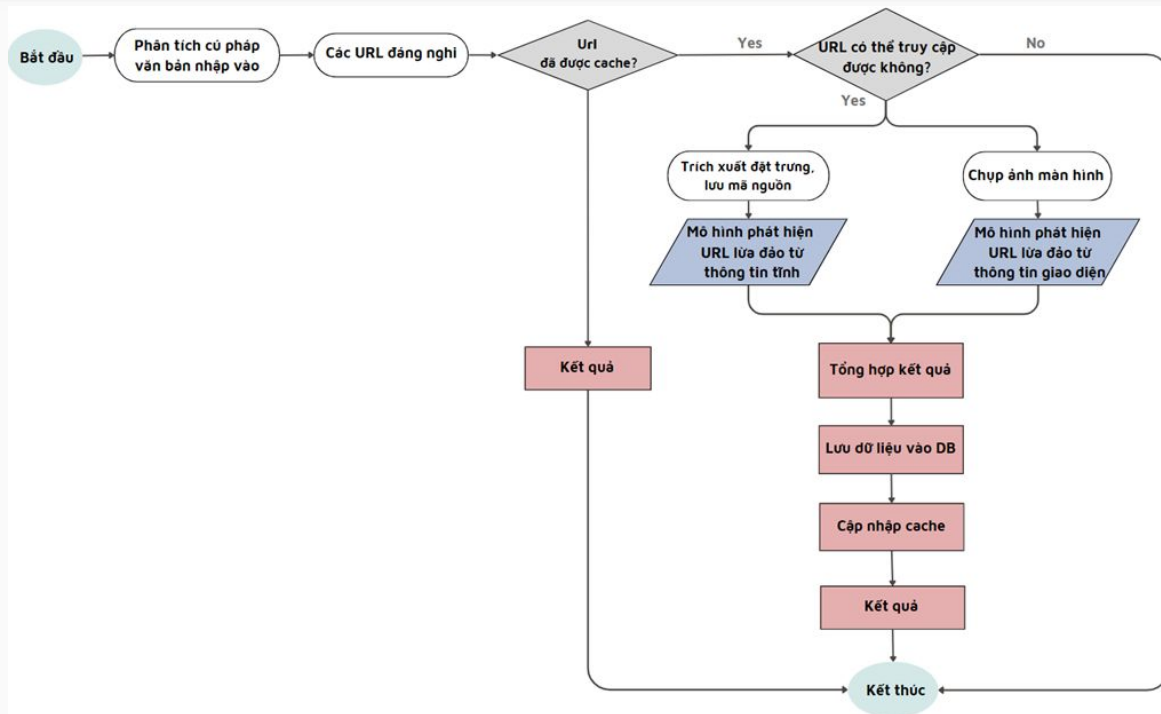 Bắt đầu
Phân tích cú pháp
văn bản nhập vào
Các URL đáng nghi
Url
đã được cache?
Yes
URL có thể truy cập
được không?
No
Yes
Trích xuất đặt trưng,
lưu mã nguồn
Chụp ảnh màn hình
Mô hình phát hiện
URL lừa đảo từ
thông tin tĩnh
Mô hình phát hiện
URL lừa đảo từ
thông tin giao diện
Kết quả
Tổng hợp kết quả
Lưu dữ liệu vào DB
Cập nhập cache
Kết quả
Kết thúc